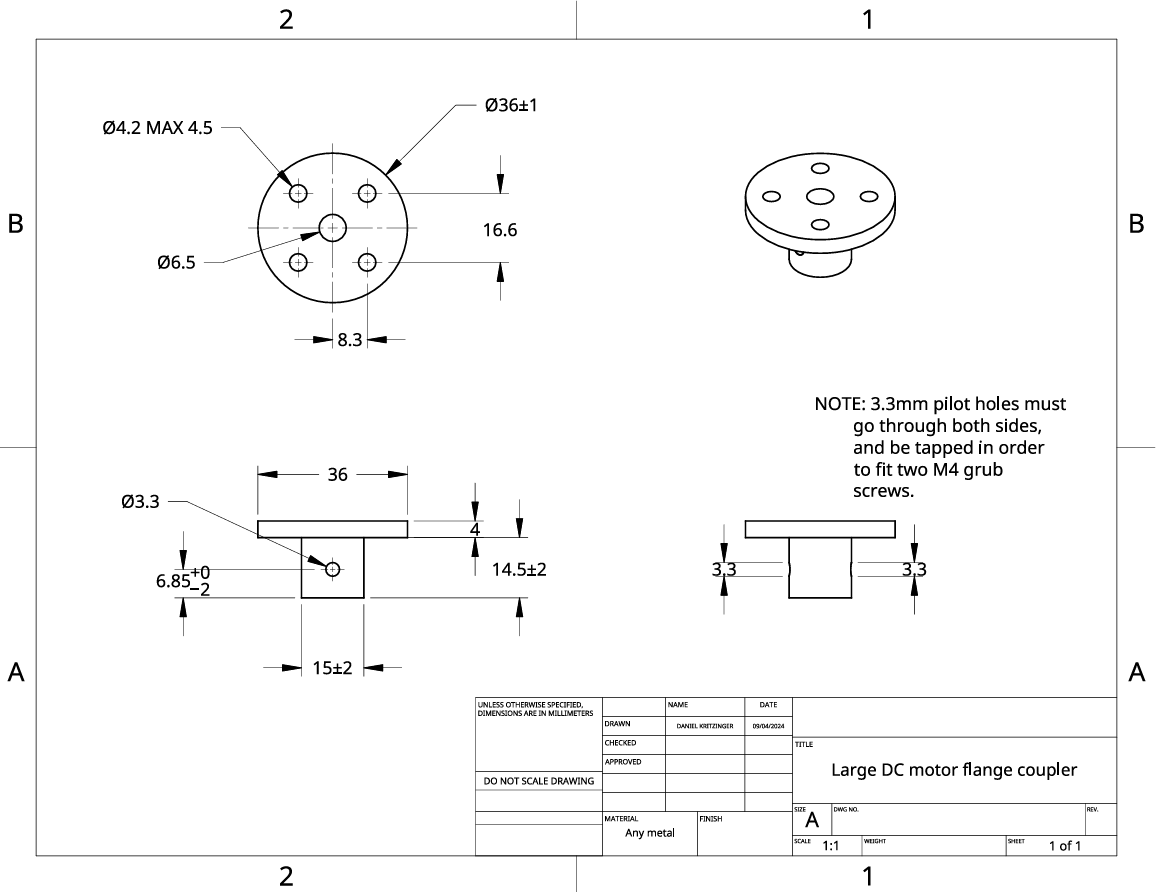 2
1
Ø36±1
Ø4.2 MAX 4.5
B
B
16.6
Ø6.5
8.3
NOTE: 3.3mm pilot holes must
go through both sides,
and be tapped in order
to fit two M4 grub
screws.
36
Ø3.3
4
14.5±2
6.85 +0
−2
3.3
3.3
15±2
A
A
UNLESS OTHERWISE SPECIFIED,
DIMENSIONS ARE IN MILLIMETERS
NAME
DATE
DRAWN
DANIEL KRITZINGER
09/04/2024
CHECKED
APPROVED
DO NOT SCALE DRAWING
MATERIAL
Any metal
FINISH
TITLE
Large DC motor flange coupler
SIZE
A
DWG NO.
REV.
SCALE
1:1
WEIGHT
SHEET
1 of 1
2
1